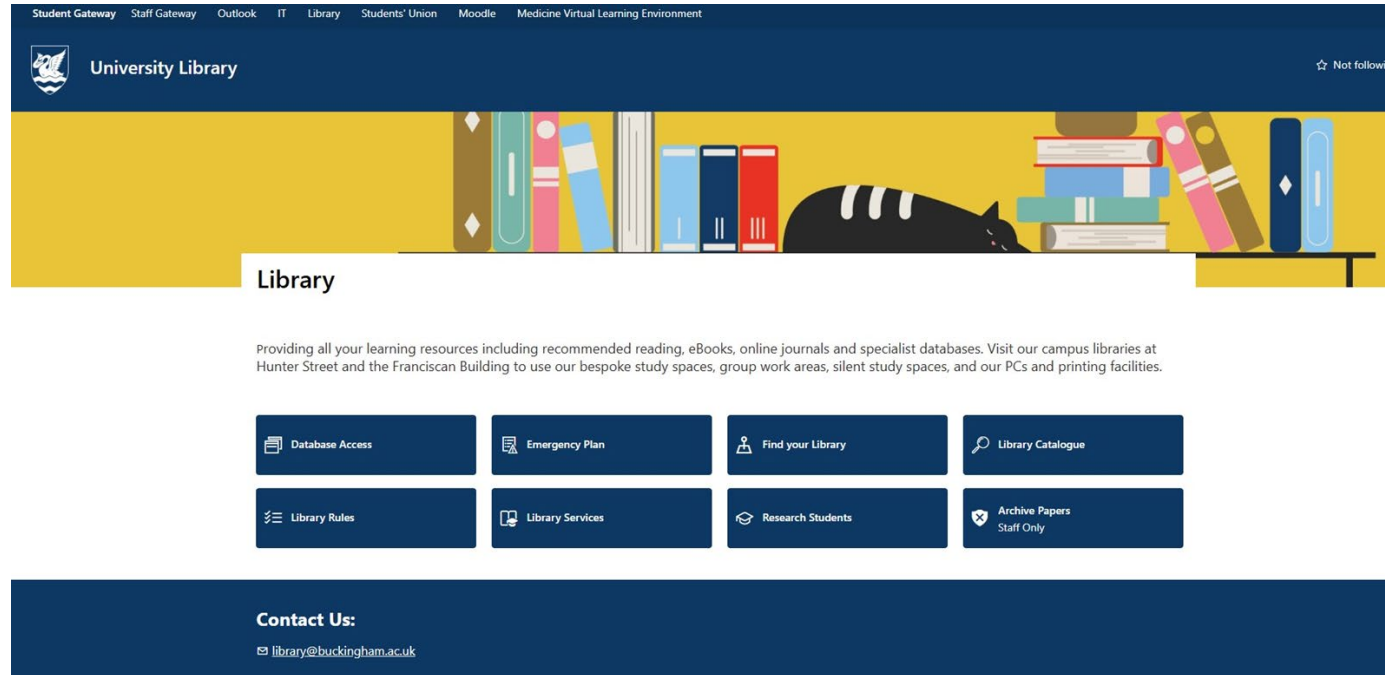 Student Gateway Staff Gateway Outlook IT Library Students' Union Moodle Medicine Virtual Learning Environment
University Library
Not followi
I II III
Library
Providing all your learning resources including recommended reading, eBooks, online journals and specialist databases. Visit our campus libraries at
Hunter Street and the Franciscan Building to use our bespoke study spaces, group work areas, silent study spaces, and our PCs and printing facilities.
Database Access
Emergency Plan
Find your Library
Library Catalogue
Library Rules
Library Services
Research Students
Archive Papers
Staff Only
Contact Us:
library@buckingham.ac.uk